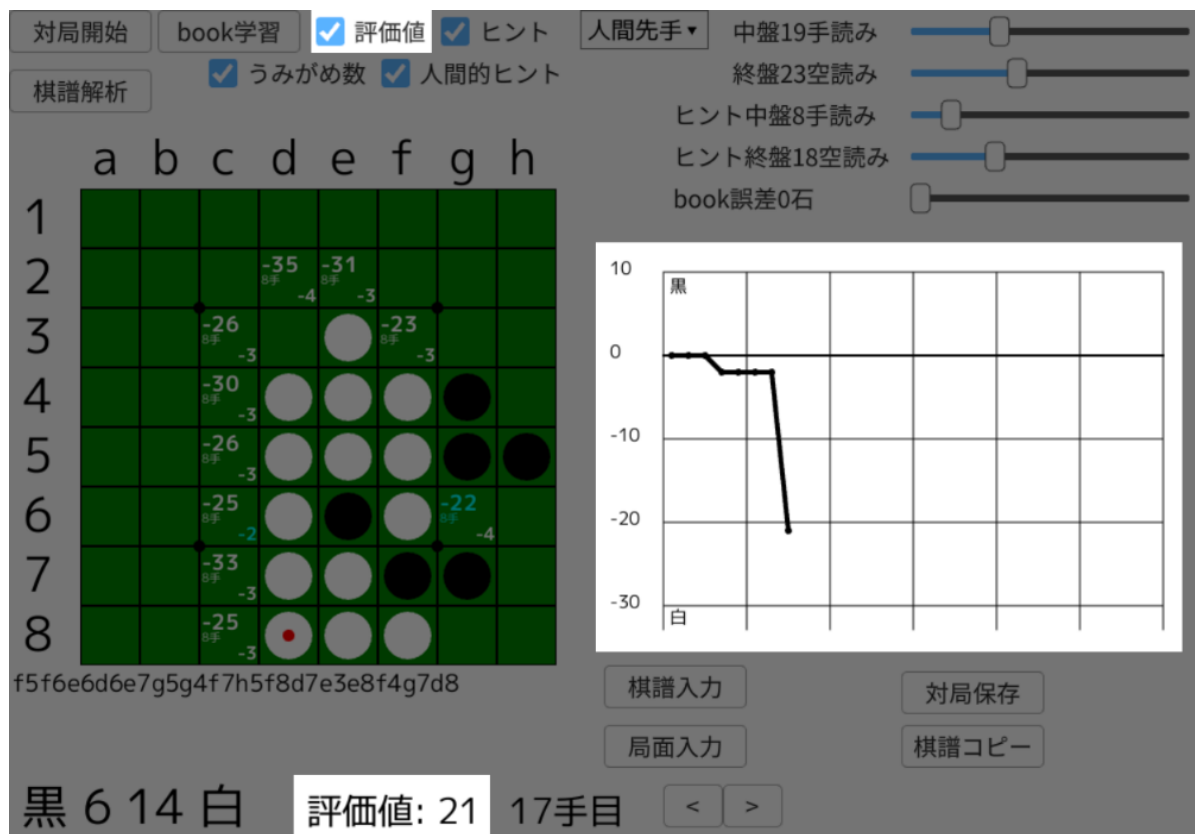 対局開始 book学習 評価値 ヒント 人間先手▾ 中盤19手読み
うみがめ数 人間的ヒント 終盤23空読み
棋譜解析
ヒント中盤8手読み
ヒント終盤18空読み
book誤差0石
a b c d e f g h
1
2 -35 8手 -4 -31 8手 -3
3 -26 8手 -3 -23 8手 -3
4 -30 8手 -3
5 -26 8手 -3
6 -25 8手 -2 -22 8手 -4
7 -33 8手 -3
8 -25 8手 -3
10
黒
0
-10
-20
-30
白
f5f6e6d6e7g5g4f7h5f8d7e3e8f4g7d8
棋譜入力 対局保存
局面入力 棋譜コピー
黒 6 14 白 評価値: 21 17手目 < >